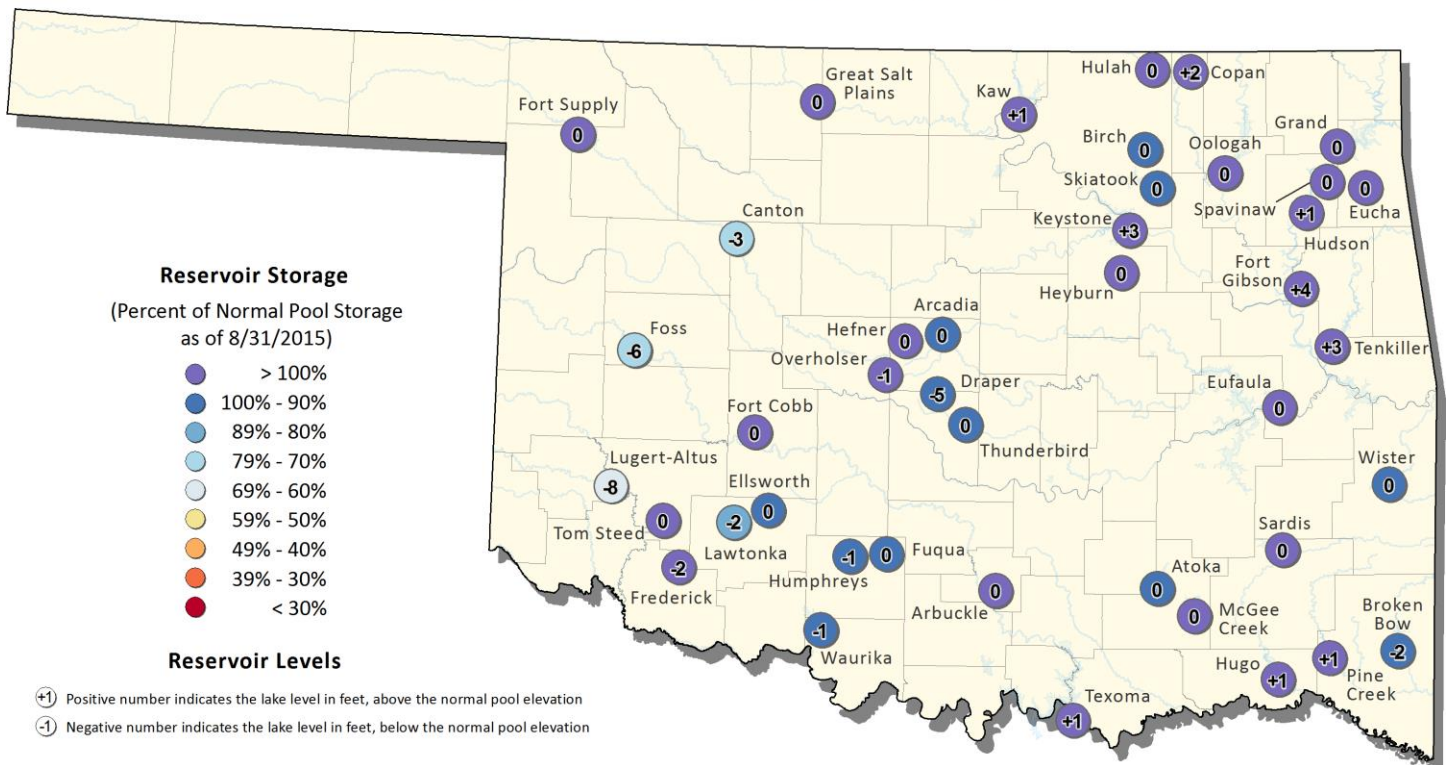 Hulah
0
+2
Copan
Great Salt
Plains
0
Kaw
+1
Fort Supply
0
Grand
0
Birch
0
Oologah
0
Skiatook
0
Spavinaw
0
0
Eucha
+1
Hudson
Canton
-3
Keystone
+3
Heyburn
0
Fort
Gibson
+4
Reservoir Storage
(Percent of Normal Pool Storage
as of 8/31/2015)
> 100%
100% - 90%
89% - 80%
79% - 70%
69% - 60%
59% - 50%
49% - 40%
39% - 30%
< 30%
Foss
-6
Arcadia
0
Hefner
0
Overholser
-1
Draper
-5
0
Thunderbird
+3
Tenkiller
Eufaula
0
Fort Cobb
0
Lugert-Altus
-8
Ellsworth
0
Wister
0
Tom Steed
0
-2
Lawtonka
Sardis
0
-2
Frederick
-1
Humphreys
0
Fuqua
Arbuckle
0
Atoka
0
0
McGee
Creek
Broken
Bow
-2
-1
Waurika
Hugo
+1
+1
Pine
Creek
Texoma
+1
Reservoir Levels
+1 Positive number indicates the lake level in feet, above the normal pool elevation
-1 Negative number indicates the lake level in feet, below the normal pool elevation